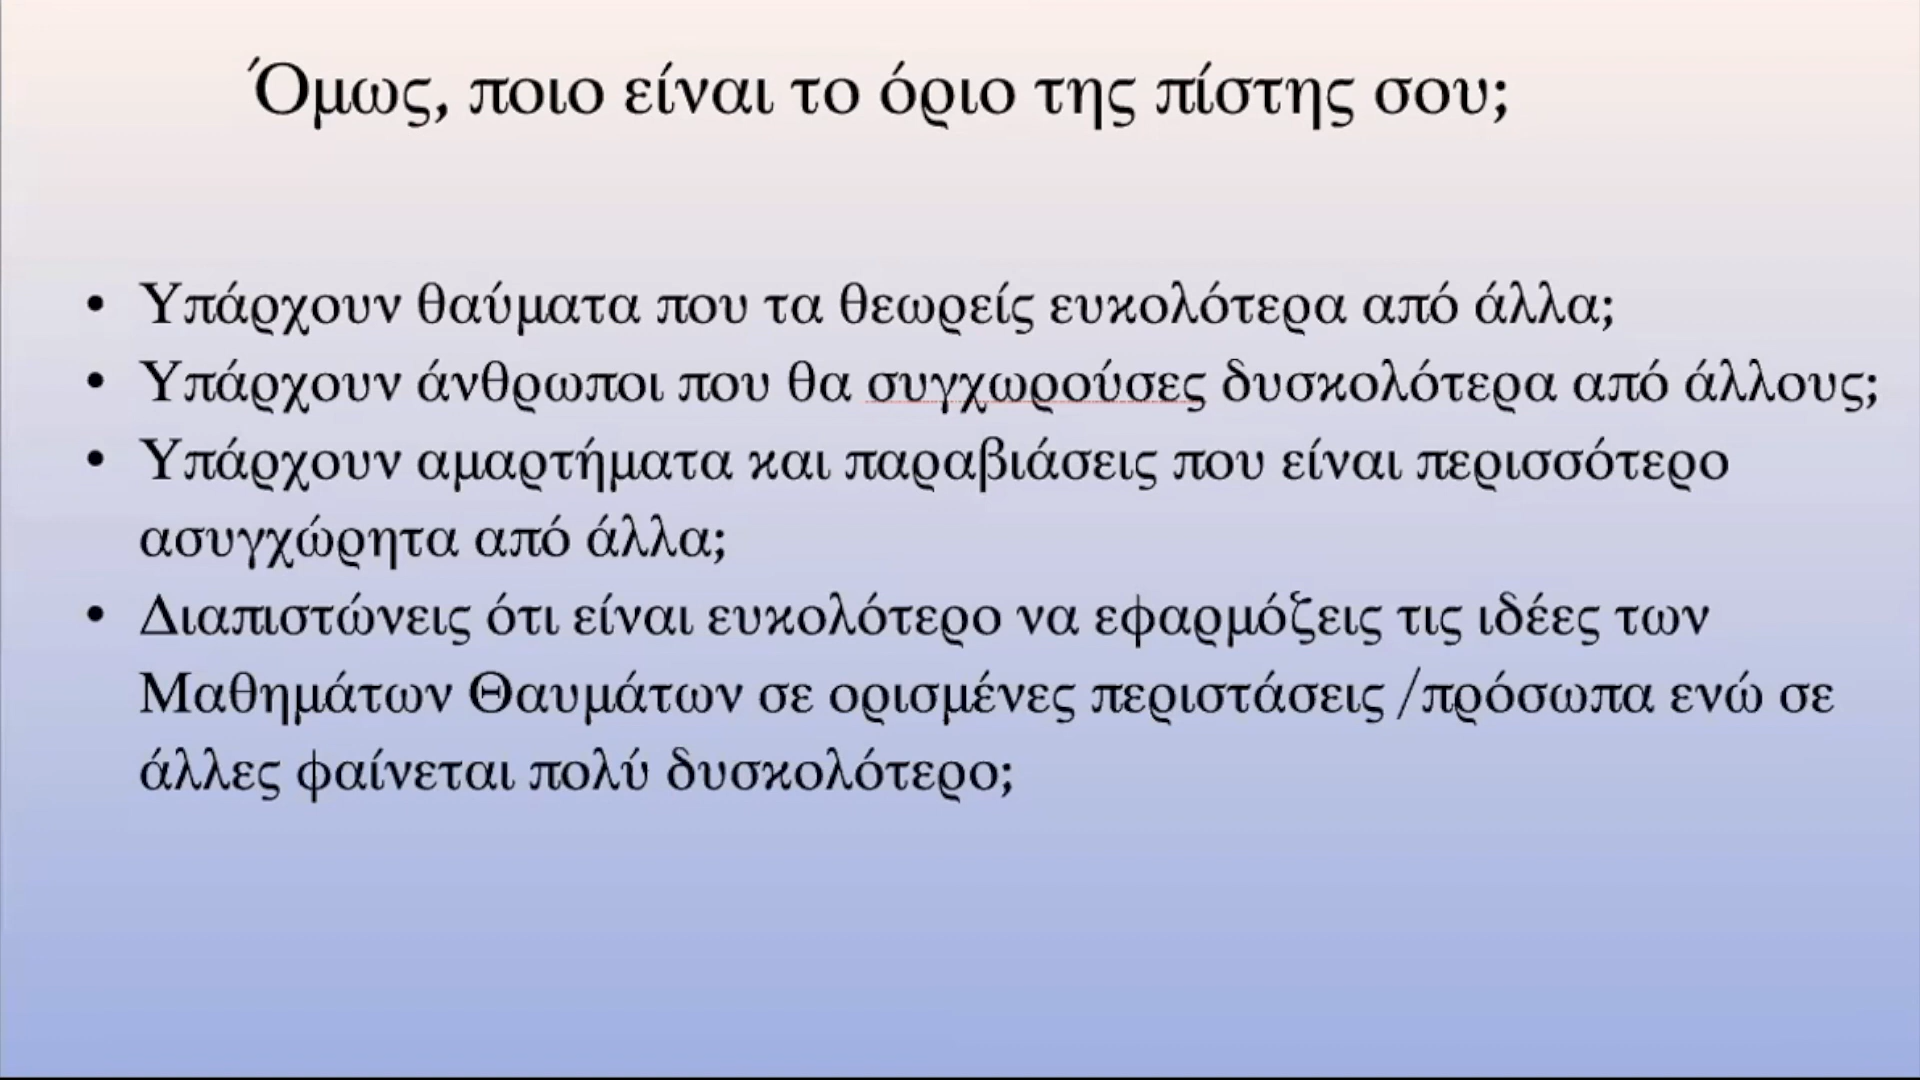 Όμως, ποιο είναι το όριο της πίστης σου;
• Υπάρχουν θαύματα που τα θεωρείς ευκολότερα από άλλα;
• Υπάρχουν άνθρωποι που θα συγχωρούσες δυσκολότερα από άλλους;
• Υπάρχουν αμαρτήματα και παραβιάσεις που είναι περισσότερο
ασυγχώρητα από άλλα;
• Διαπιστώνεις ότι είναι ευκολότερο να εφαρμόζεις τις ιδέες των
Μαθημάτων Θαυμάτων σε ορισμένες περιστάσεις /πρόσωπα ενώ σε
άλλες φαίνεται πολύ δυσκολότερο;